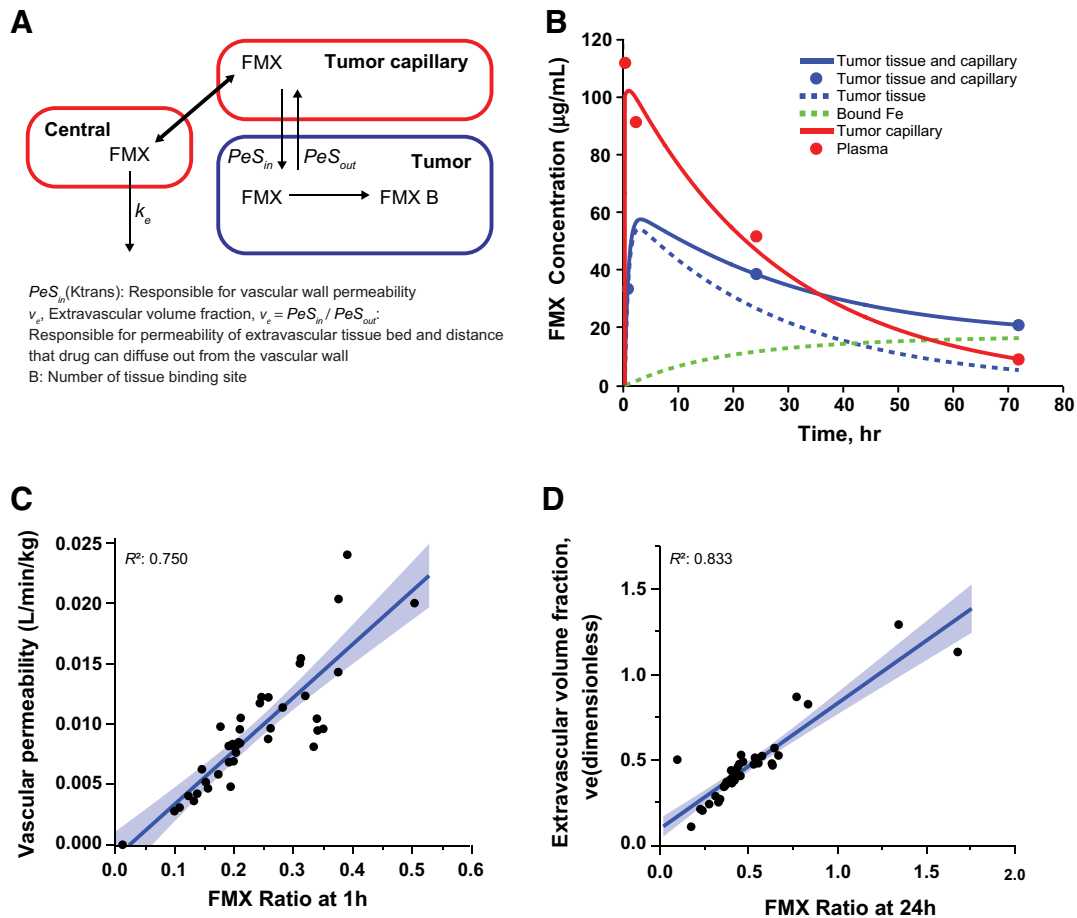 A
FMX
Tumor capillary
Central
FMX
PeS_in
PeS_out
Tumor
FMX
FMX B
k_e
PeS_in(Ktrans): Responsible for vascular wall permeability
v_e, Extravascular volume fraction, v_e = PeS_in / PeS_out:
Responsible for permeability of extravascular tissue bed and distance
that drug can diffuse out from the vascular wall
B: Number of tissue binding site
B
FMX Concentration (µg/mL)
120
100
80
60
40
20
0
0 10 20 30 40 50 60 70 80
Time, hr
Tumor tissue and capillary
Tumor tissue and capillary
Tumor tissue
Bound Fe
Tumor capillary
Plasma
C
Vascular permeability (L/min/kg)
R²: 0.750
0.025
0.020
0.015
0.010
0.005
0.000
0.0 0.1 0.2 0.3 0.4 0.5 0.6
FMX Ratio at 1h
D
Extravascular volume fraction,
ve(dimensionless)
R²: 0.833
1.5
1.0
0.5
0.0
0.0 0.5 1.0 1.5 2.0
FMX Ratio at 24h